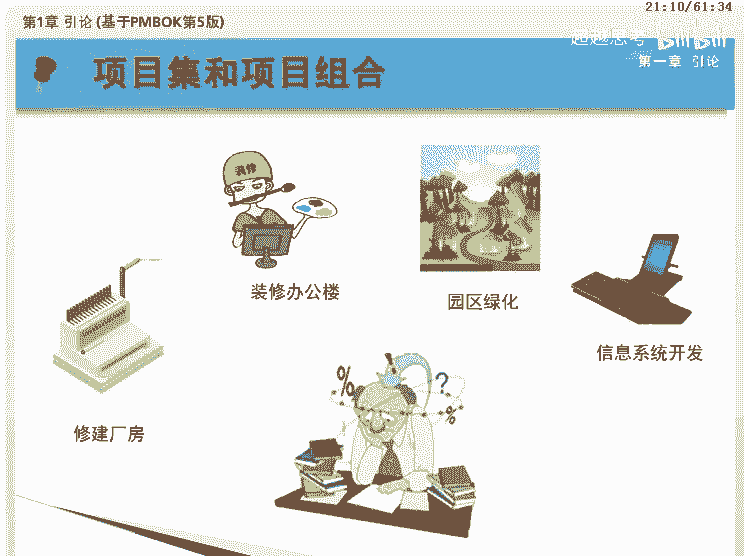 21:10/61:34
第1章 引论 (基于PMBOK第5版)
超越思考 bilibili
第一章 引论
项目集和项目组合
装修
装修办公楼
园区绿化
信息系统开发
修建厂房
% ? %